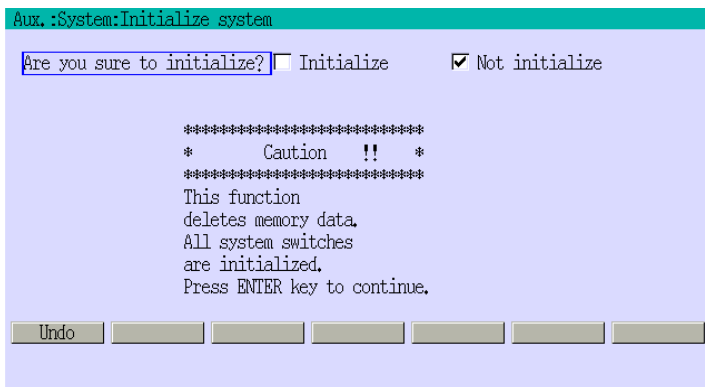 Aux.:System:Initialize system
Are you sure to initialize? Initialize Not initialize
***************************
* Caution !! *
***************************
This function
deletes memory data.
All system switches
are initialized.
Press ENTER key to continue.
Undo